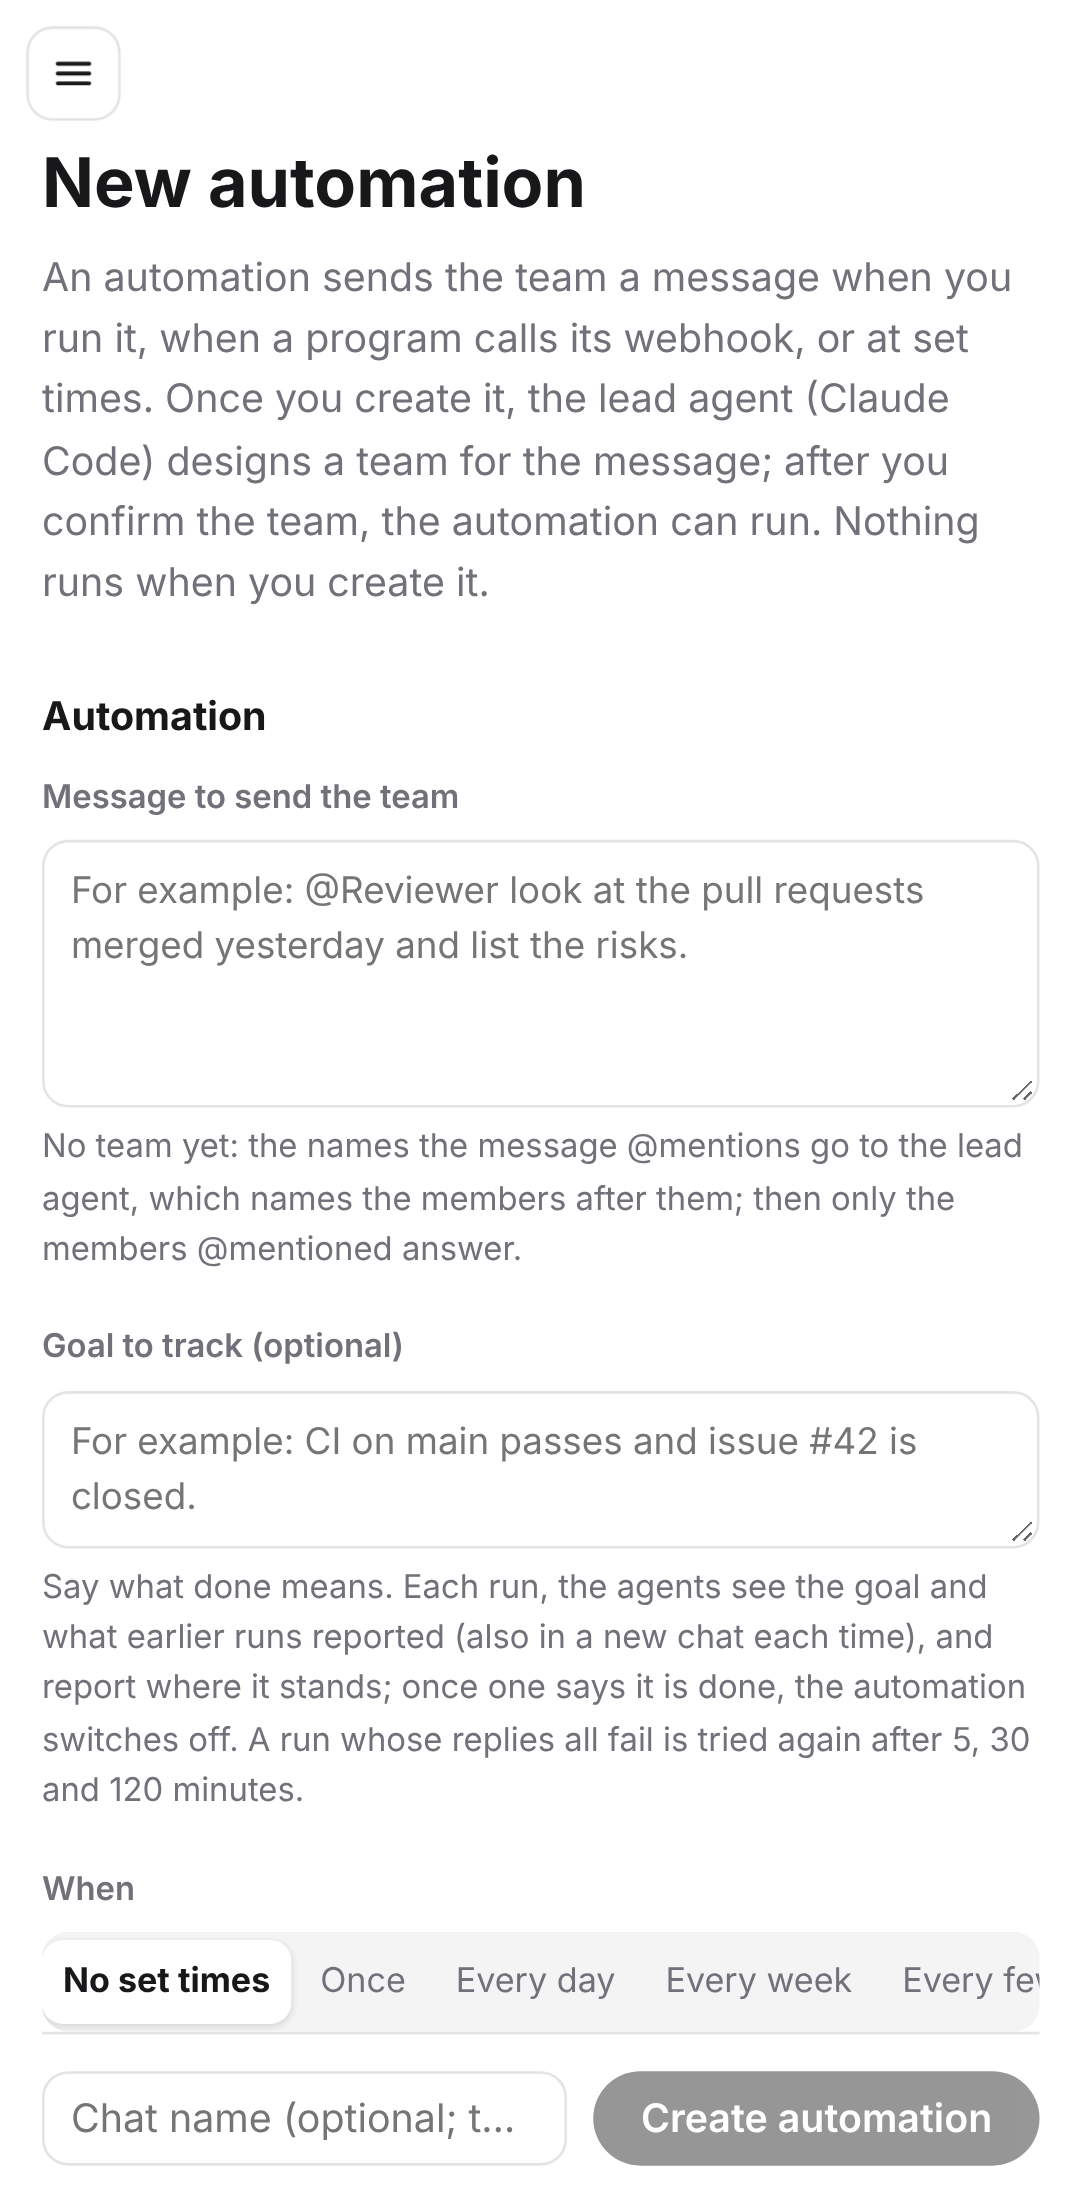 New automation
An automation sends the team a message when you
run it, when a program calls its webhook, or at set
times. Once you create it, the lead agent (Claude
Code) designs a team for the message; after you
confirm the team, the automation can run. Nothing
runs when you create it.
Automation
Message to send the team
For example: @Reviewer look at the pull requests
merged yesterday and list the risks.
No team yet: the names the message @mentions go to the lead
agent, which names the members after them; then only the
members @mentioned answer.
Goal to track (optional)
For example: CI on main passes and issue #42 is
closed.
Say what done means. Each run, the agents see the goal and
what earlier runs reported (also in a new chat each time), and
report where it stands; once one says it is done, the automation
switches off. A run whose replies all fail is tried again after 5, 30
and 120 minutes.
When
No set times Once Every day Every week Every
Chat name (optional; t... Create automation